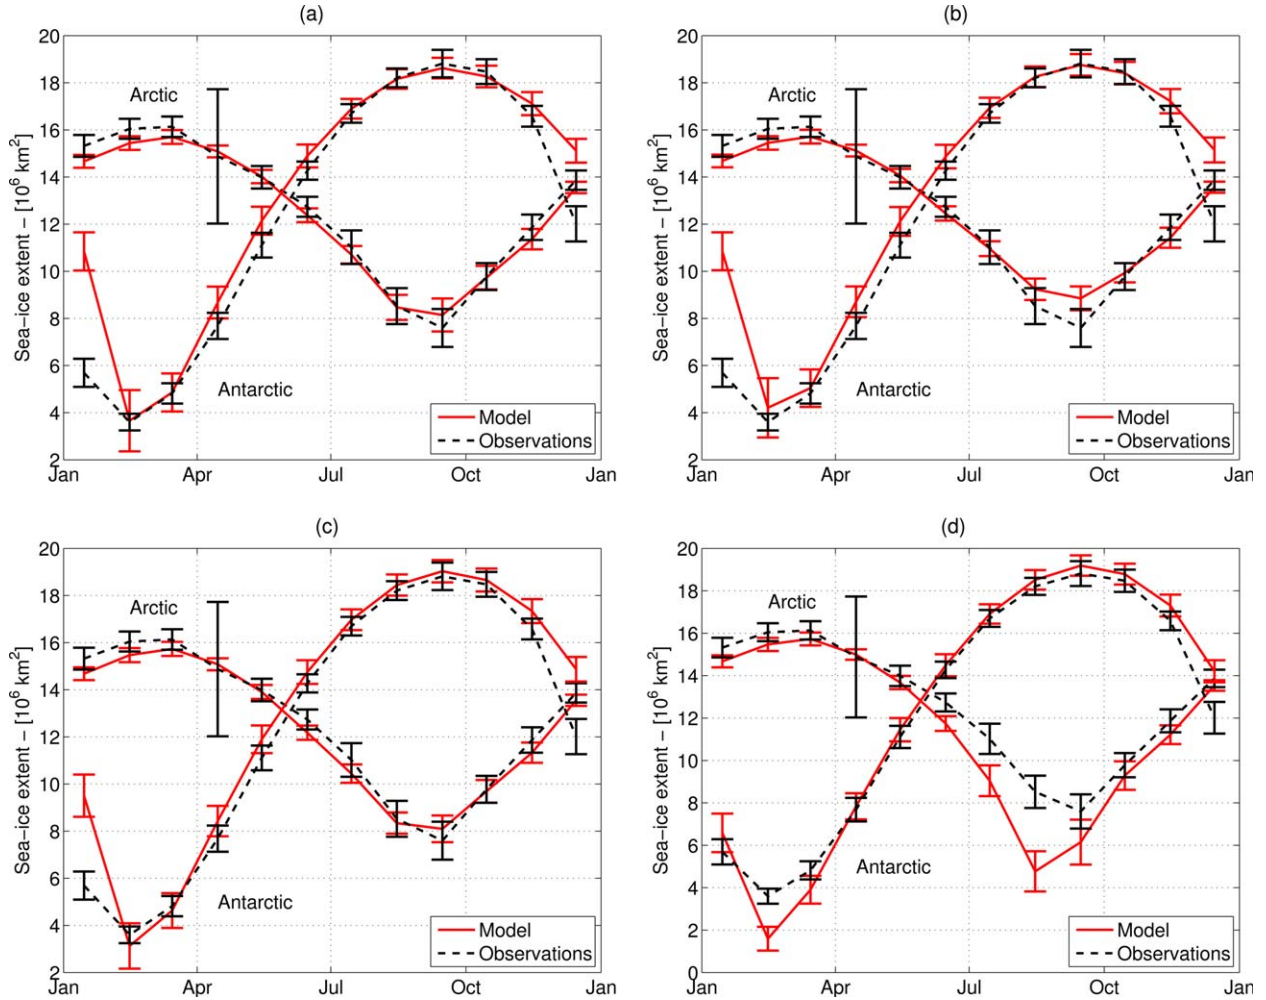 (a)
20
18
16
14
12
10
8
6
4
2
Sea-ice extent - [10^6 km^2]
Arctic
Antarctic
Model
Observations
Jan Apr Jul Oct Jan
(b)
20
18
16
14
12
10
8
6
4
2
Sea-ice extent - [10^6 km^2]
Arctic
Antarctic
Model
Observations
Jan Apr Jul Oct Jan
(c)
20
18
16
14
12
10
8
6
4
2
Sea-ice extent - [10^6 km^2]
Arctic
Antarctic
Model
Observations
Jan Apr Jul Oct Jan
(d)
20
18
16
14
12
10
8
6
4
2
0
Sea-ice extent - [10^6 km^2]
Arctic
Antarctic
Model
Observations
Jan Apr Jul Oct Jan